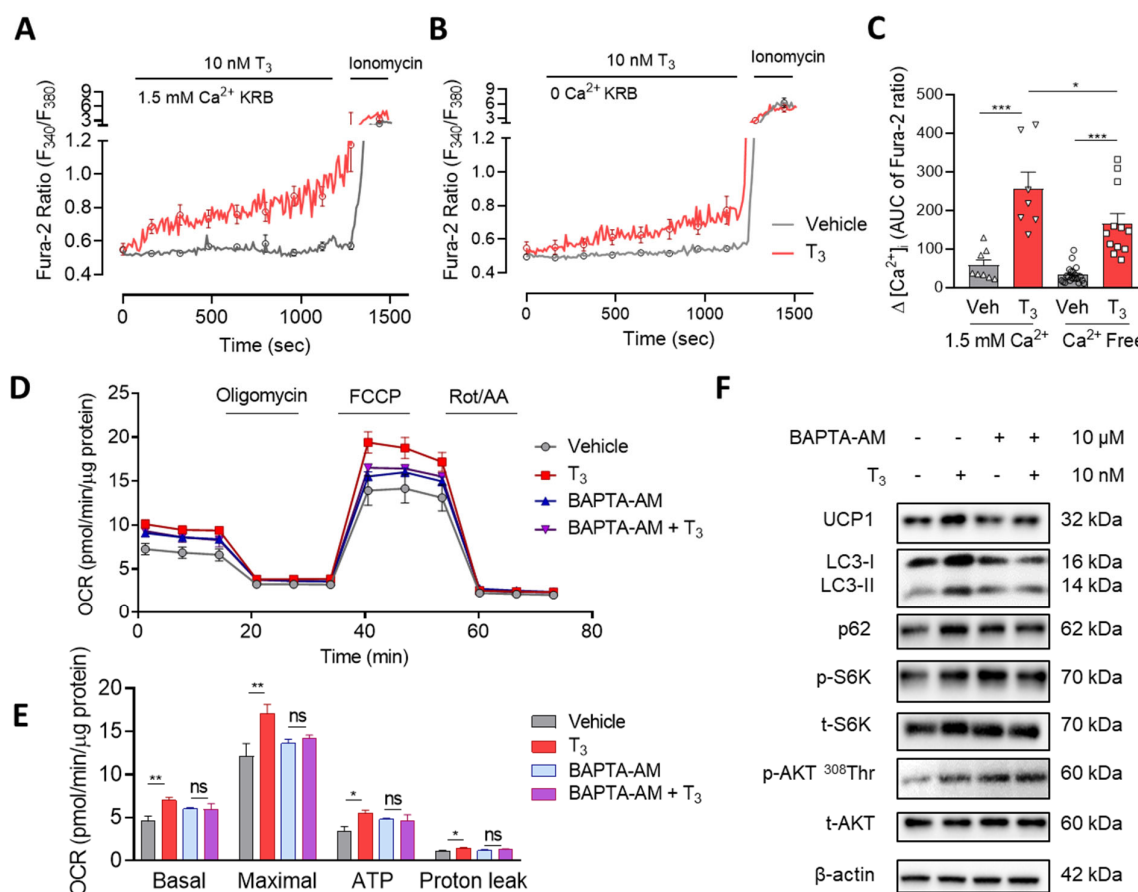 A
10 nM T3
Ionomycin
1.5 mM Ca2+ KRB
Fura-2 Ratio (F340/F380)
9
6
3
1.2
1.0
0.8
0.6
0.4
0 500 1000 1500
Time (sec)
B
10 nM T3
Ionomycin
0 Ca2+ KRB
Fura-2 Ratio (F340/F380)
9
6
3
1.2
1.0
0.8
0.6
0.4
Vehicle
T3
0 500 1000 1500
Time (sec)
C
Δ [Ca2+]i (AUC of Fura-2 ratio)
500
400
300
200
100
0
*
*** ***
Veh T3 Veh T3
1.5 mM Ca2+ Ca2+ Free
D
OCR (pmol/min/µg protein)
25
20
15
10
5
0
Oligomycin FCCP Rot/AA
Vehicle
T3
BAPTA-AM
BAPTA-AM + T3
0 20 40 60 80
Time (min)
E
OCR (pmol/min/µg protein)
20
15
10
5
0
** ns ** ns * ns * ns
Vehicle
T3
BAPTA-AM
BAPTA-AM + T3
Basal Maximal ATP Proton leak
F
BAPTA-AM - - + + 10 µM
T3 - + - + 10 nM
UCP1 32 kDa
LC3-I 16 kDa
LC3-II 14 kDa
p62 62 kDa
p-S6K 70 kDa
t-S6K 70 kDa
p-AKT 308Thr 60 kDa
t-AKT 60 kDa
β-actin 42 kDa